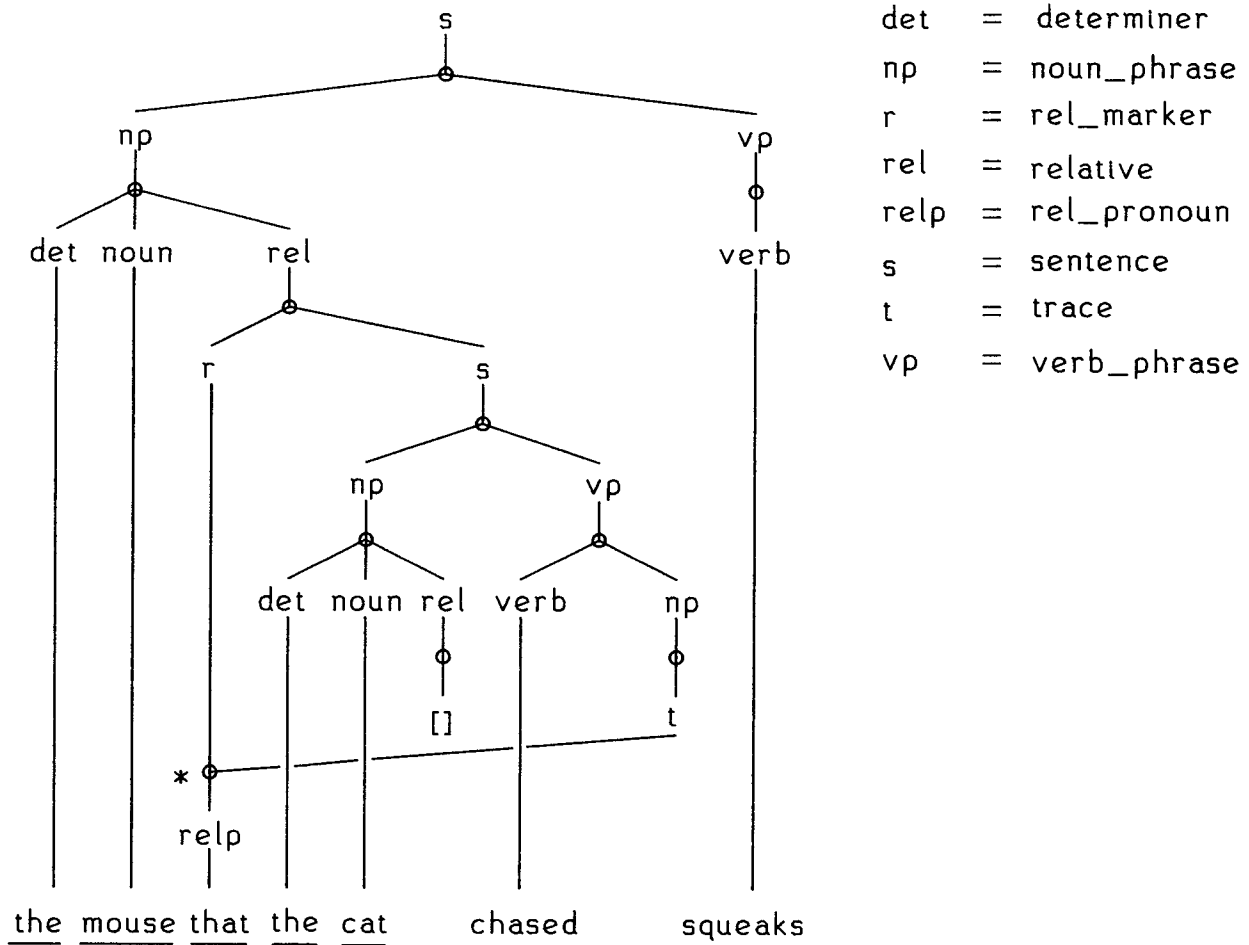 s
np vp
det noun rel verb
r s
np vp
det noun rel verb np
[] t
*
relp
the mouse that the cat chased squeaks
det = determiner
np = noun_phrase
r = rel_marker
rel = relative
relp = rel_pronoun
s = sentence
t = trace
vp = verb_phrase